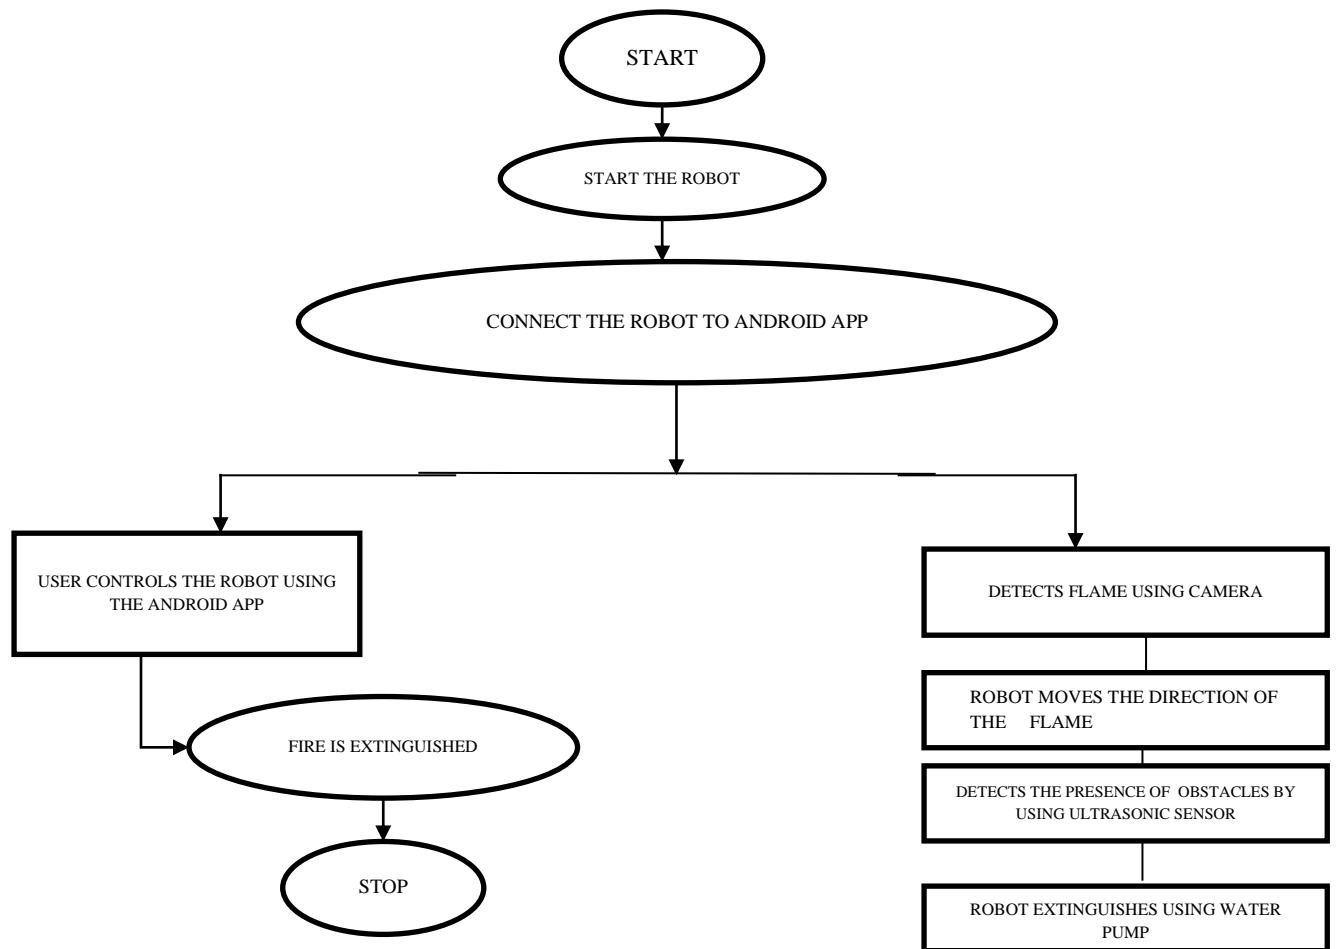 START
START THE ROBOT
CONNECT THE ROBOT TO ANDROID APP
USER CONTROLS THE ROBOT USING
THE ANDROID APP
FIRE IS EXTINGUISHED
STOP
DETECTS FLAME USING CAMERA
ROBOT MOVES THE DIRECTION OF
THE FLAME
DETECTS THE PRESENCE OF OBSTACLES BY
USING ULTRASONIC SENSOR
ROBOT EXTINGUISHES USING WATER
PUMP